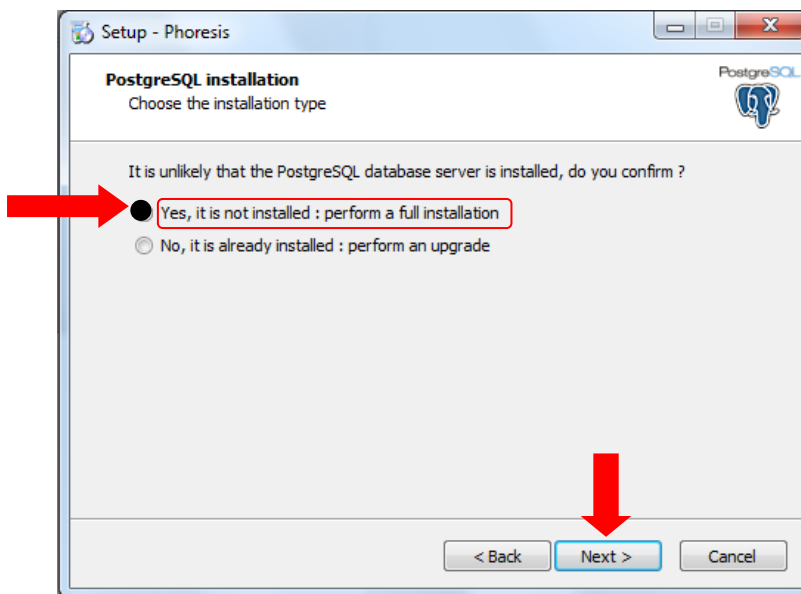 Setup - Phoresis
PostgreSQL installation
Choose the installation type
PostgreSQL
It is unlikely that the PostgreSQL database server is installed, do you confirm ?
Yes, it is not installed : perform a full installation
No, it is already installed : perform an upgrade
< Back Next > Cancel